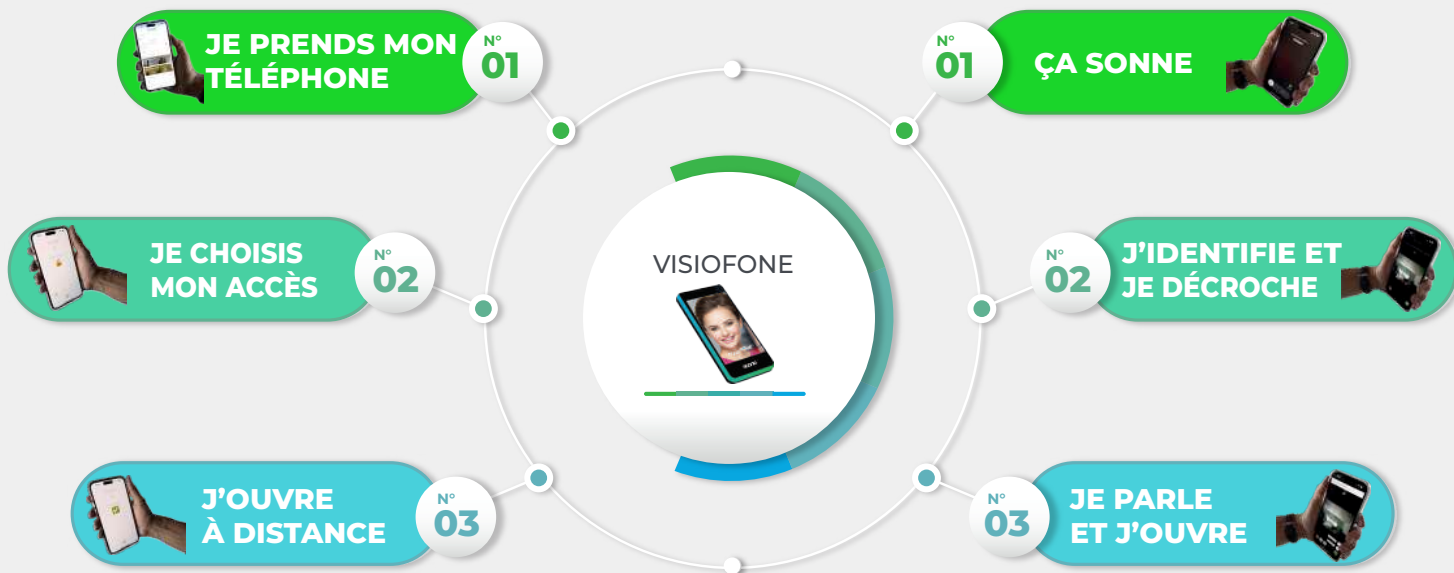 JE PRENDS MON
TÉLÉPHONE
N°
01
JE CHOISIS
MON ACCÈS
N°
02
J’OUVRE
À DISTANCE
N°
03
VISIOFONE
N°
01
ÇA SONNE
N°
02
J’IDENTIFIE ET
JE DÉCROCHE
N°
03
JE PARLE
ET J’OUVRE